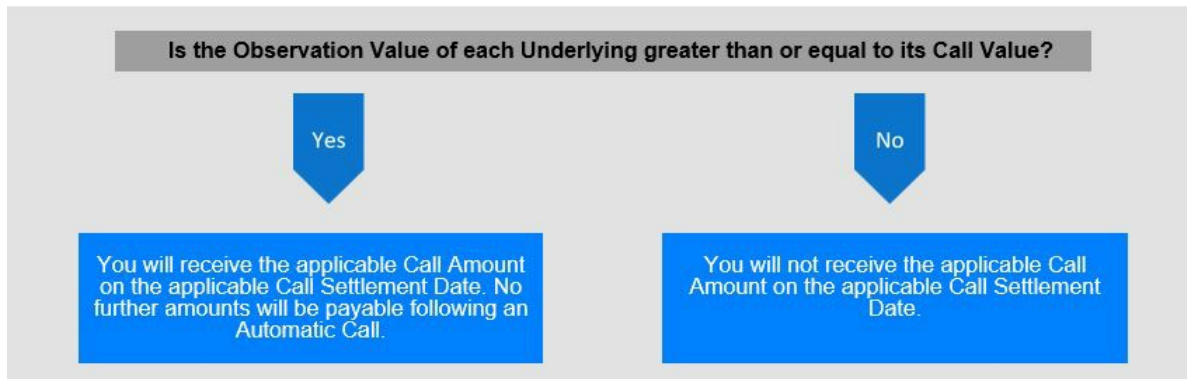 Is the Observation Value of each Underlying greater than or equal to its Call Value?
Yes
No
You will receive the applicable Call Amount
on the applicable Call Settlement Date. No
further amounts will be payable following an
Automatic Call.
You will not receive the applicable Call
Amount on the applicable Call Settlement
Date.